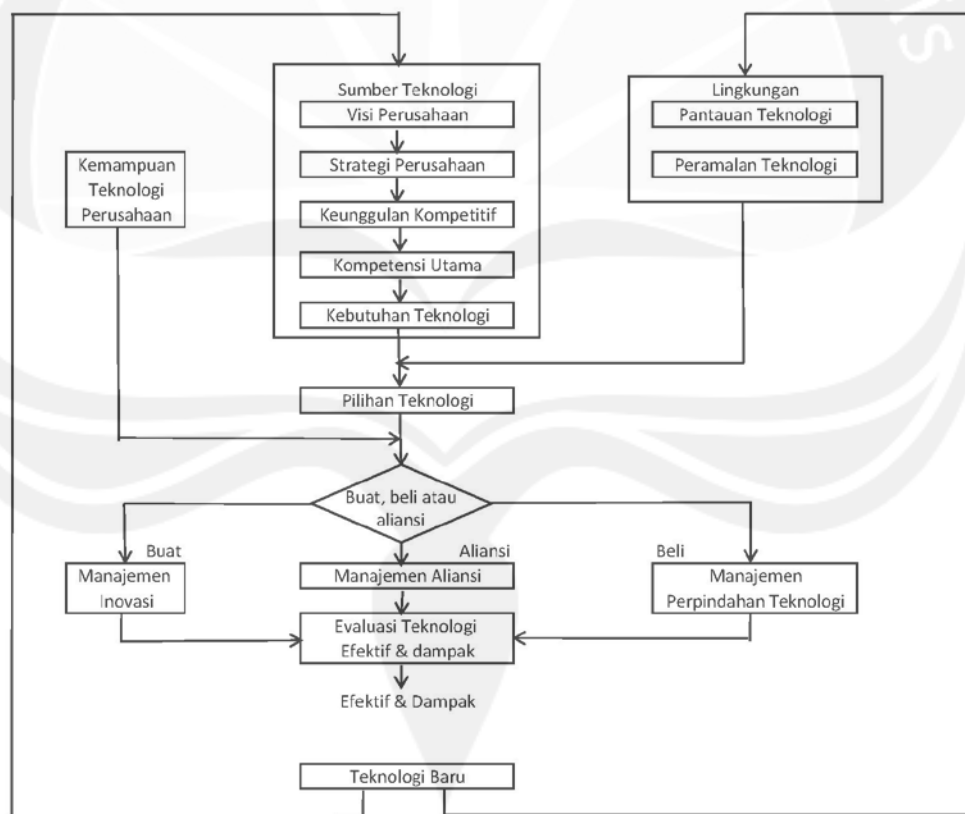 Sumber Teknologi
Visi Perusahaan
Strategi Perusahaan
Keunggulan Kompetitif
Kompetensi Utama
Kebutuhan Teknologi
Lingkungan
Pantauan Teknologi
Peramalan Teknologi
Kemampuan
Teknologi
Perusahaan
Pilihan Teknologi
Buat, beli atau
aliansi
Buat
Aliansi
Beli
Manajemen
Inovasi
Manajemen Aliansi
Manajemen
Perpindahan Teknologi
Evaluasi Teknologi
Efektif & dampak
Efektif & Dampak
Teknologi Baru